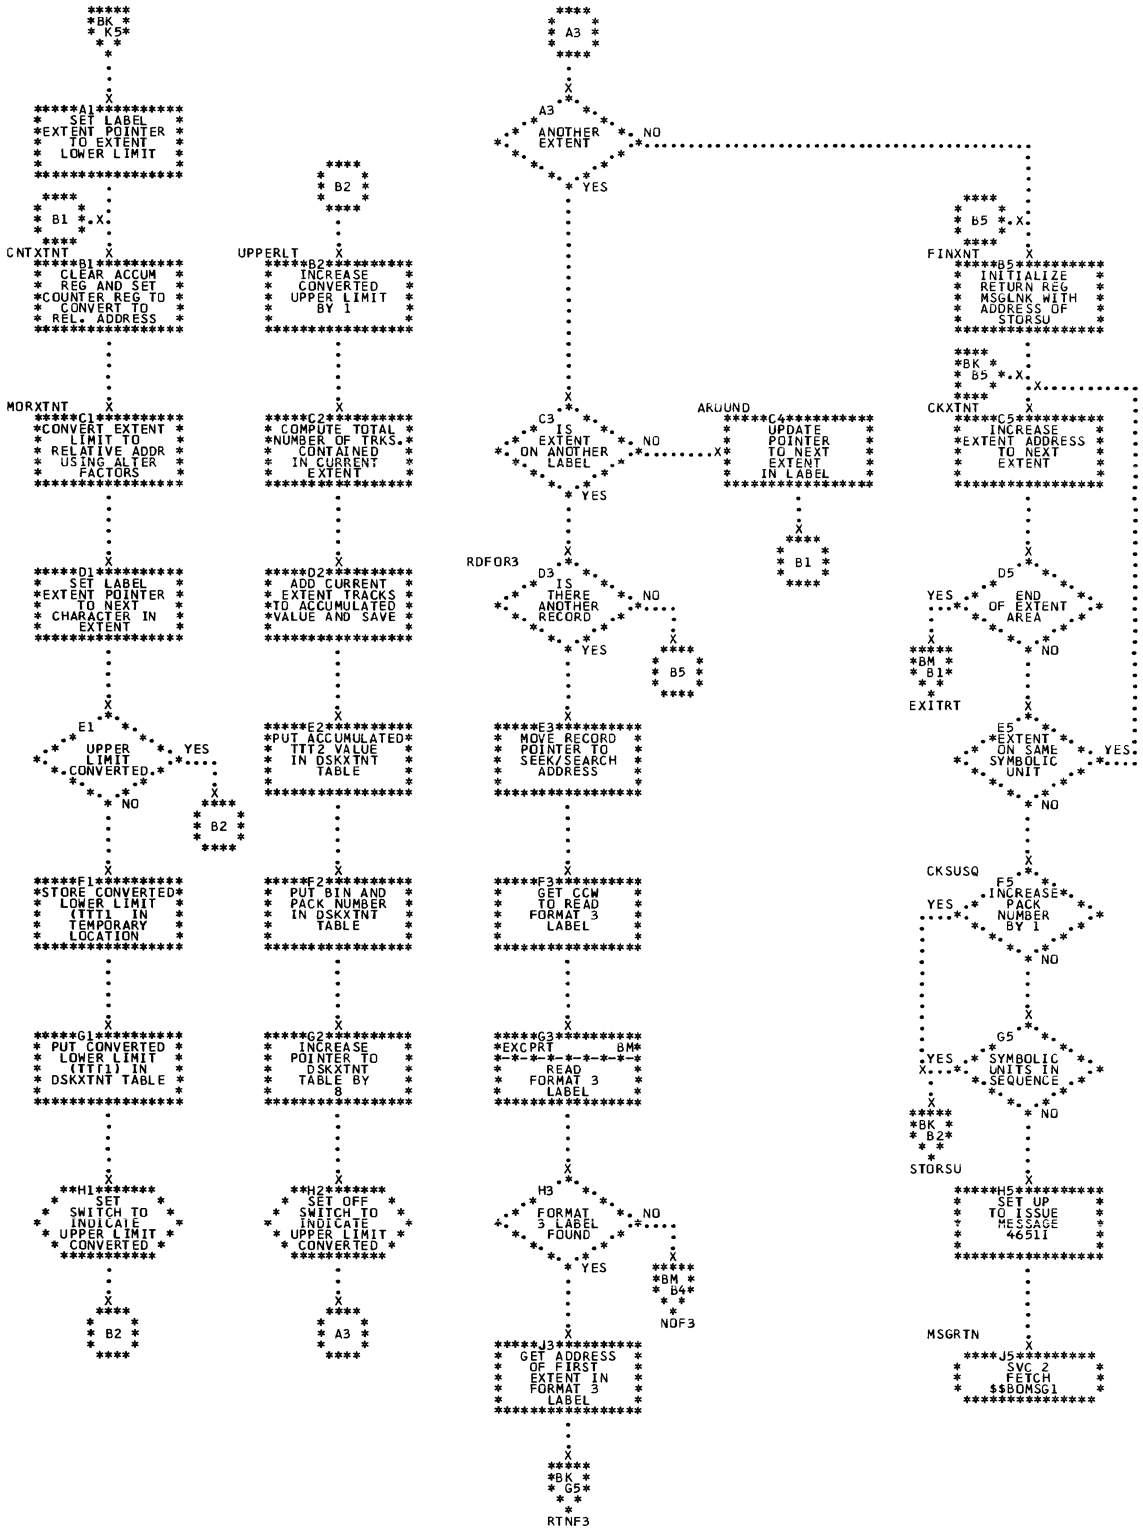 BK
K5
A1
SET LABEL
EXTENT POINTER
TO EXTENT
LOWER LIMIT
B1
CNTXTNT
B1
CLEAR ACCUM
REG AND SET
COUNTER REG TO
CONVERT TO
REL. ADDRESS
MORXTNT
C1
CONVERT EXTENT
LIMIT TO
RELATIVE ADDR
USING ALTER
FACTORS
D1
SET LABEL
EXTENT POINTER
TO NEXT
CHARACTER IN
EXTENT
E1
UPPER
LIMIT
CONVERTED
YES
NO
B2
F1
STORE CONVERTED
LOWER LIMIT
(TTT1 IN
TEMPORARY
LOCATION
G1
PUT CONVERTED
LOWER LIMIT
(TTT1) IN
DSKXTNT TABLE
H1
SET
SWITCH TO
INDICALE
UPPER LIMIT
CONVERTED
B2
B2
UPPERLT
B2
INCREASE
CONVERTED
UPPER LIMIT
BY 1
C2
COMPUTE TOTAL
NUMBER OF TRKS.
CONTAINED
IN CURRENT
EXTENT
D2
ADD CURRENT
EXTENT TRACKS
TO ACCUMULATED
VALUE AND SAVE
E2
PUT ACCUMULATED
TTT2 VALUE
IN DSKXTNT
TABLE
F2
PUT BIN AND
PACK NUMBER
IN DSKXTNT
TABLE
G2
INCREASE
POINTER TO
DSKXTNT
TABLE BY
8
H2
SET OFF
SWITCH TO
INDICATE
UPPER LIMIT
CONVERTED
A3
A3
A3
ANOTHER
EXTENT
NO
YES
C3
IS
EXTENT
ON ANOTHER
LABEL
NO
YES
RDFOR3
D3
IS
THERE
ANOTHER
RECORD
NO
YES
B5
E3
MOVE RECORD
POINTER TO
SEEK/SEARCH
ADDRESS
F3
GET CCW
TO READ
FORMAT 3
LABEL
G3
EXCPRT BM
READ
FORMAT 3
LABEL
H3
FORMAT
3 LABEL
FOUND
NO
YES
BM
B4
NOF3
J3
GET ADDRESS
OF FIRST
EXTENT IN
FORMAT 3
LABEL
BK
G5
RTNF3
AROUND
C4
UPDATE
POINTER
TO NEXT
EXTENT
IN LABEL
B1
B5
FINXNT
B5
INITIALIZE
RETURN REG
MSGLNK WITH
ADDRESS OF
STORSU
BK
B5
CKXTNT
C5
INCREASE
EXTENT ADDRESS
TO NEXT
EXTENT
D5
END
OF EXTENT
AREA
YES
NO
BM
B1
EXITRT
E5
EXTENT
ON SAME
SYMBOLIC
UNIT
YES
NO
CKSUSQ
F5
INCREASE
PACK
NUMBER
BY 1
YES
NO
G5
SYMBOLIC
UNITS IN
SEQUENCE
YES
NO
BK
B2
STORSU
H5
SET UP
TO ISSUE
MESSAGE
4651I
MSGRTN
J5
SVC 2
FETCH
$$BOMSG1